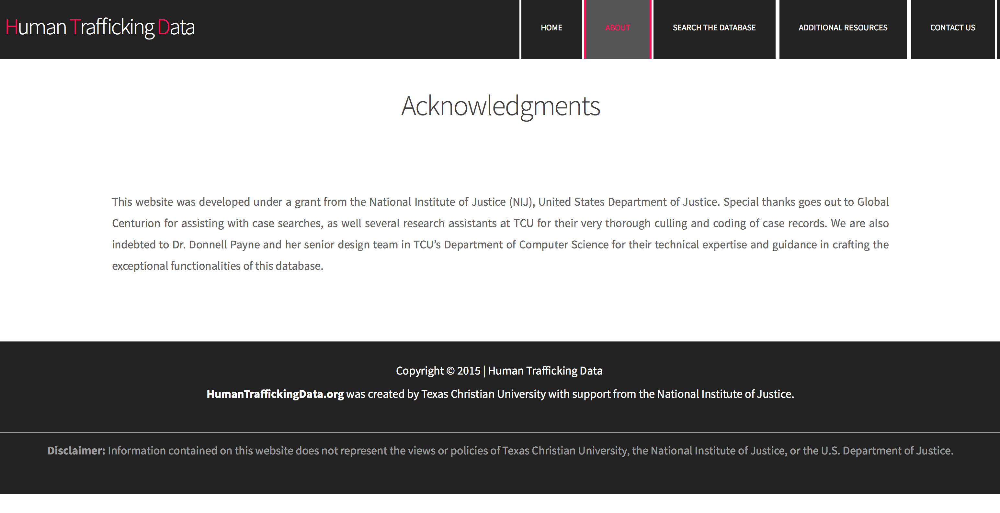 Human Trafficking Data
HOME
ABOUT
SEARCH THE DATABASE
ADDITIONAL RESOURCES
CONTACT US
Acknowledgments
This website was developed under a grant from the National Institute of Justice (NIJ), United States Department of Justice. Special thanks goes out to Global
Centurion for assisting with case searches, as well several research assistants at TCU for their very thorough culling and coding of case records. We are also
indebted to Dr. Donnell Payne and her senior design team in TCU’s Department of Computer Science for their technical expertise and guidance in crafting the
exceptional functionalities of this database.
Copyright © 2015 | Human Trafficking Data
HumanTraffickingData.org was created by Texas Christian University with support from the National Institute of Justice.
Disclaimer: Information contained on this website does not represent the views or policies of Texas Christian University, the National Institute of Justice, or the U.S. Department of Justice.